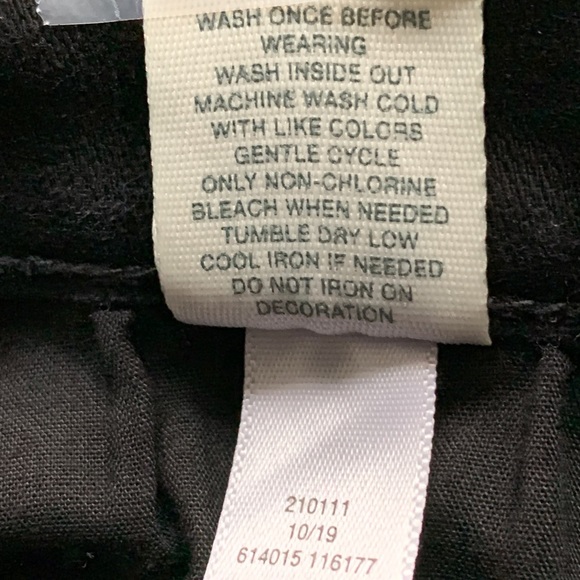 WASH ONCE BEFORE
WEARING
WASH INSIDE OUT
MACHINE WASH COLD
WITH LIKE COLORS
GENTLE CYCLE
ONLY NON-CHLORINE
BLEACH WHEN NEEDED
TUMBLE DRY LOW
COOL IRON IF NEEDED
DO NOT IRON ON
DECORATION
210111
10/19
614015 116177